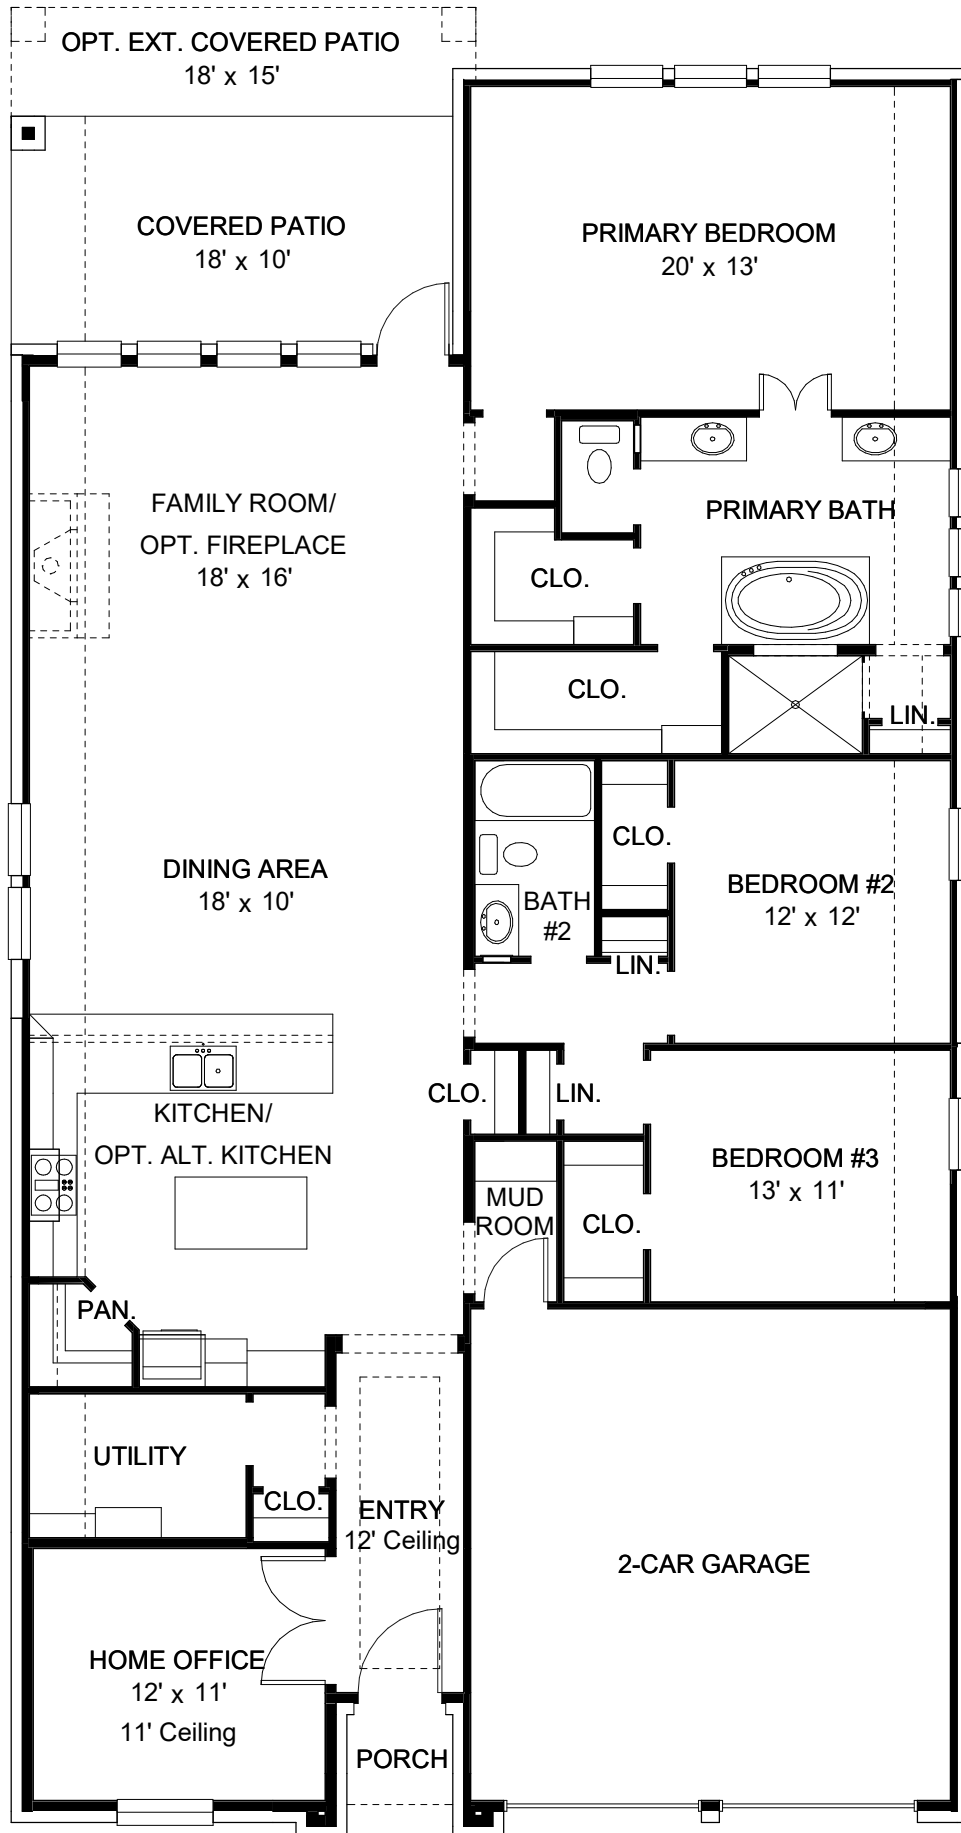 OPT. EXT. COVERED PATIO
18' x 15'
COVERED PATIO
18' x 10'
PRIMARY BEDROOM
20' x 13'
FAMILY ROOM/
OPT. FIREPLACE
18' x 16'
PRIMARY BATH
CLO.
CLO.
LIN.
DINING AREA
18' x 10'
CLO.
BATH
#2
LIN.
BEDROOM #2
12' x 12'
KITCHEN/
OPT. ALT. KITCHEN
CLO.
LIN.
MUD
ROOM
CLO.
BEDROOM #3
13' x 11'
PAN.
UTILITY
CLO.
ENTRY
12' Ceiling
2-CAR GARAGE
HOME OFFICE
12' x 11'
11' Ceiling
PORCH